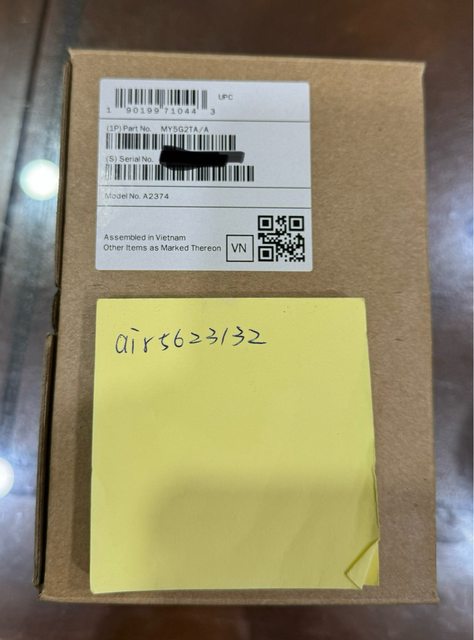 UPC
1 90199 71044 3
(1P) Part No. MY5G2TA/A
(S) Serial No.
Model No. A2374
Assembled in Vietnam
Other Items as Marked Thereon
VN
air5623132